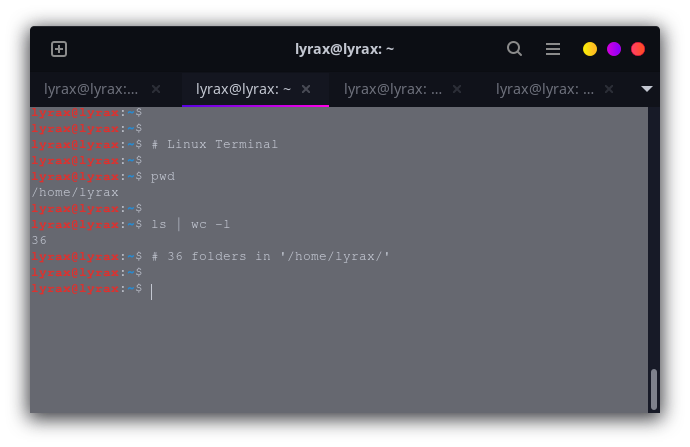 lyrax@lyrax: ~
lyrax@lyrax:... × lyrax@lyrax: ~ × lyrax@lyrax: ... × lyrax@lyrax: ... ×
lyrax@lyrax:~$
lyrax@lyrax:~$
lyrax@lyrax:~$ # Linux Terminal
lyrax@lyrax:~$
lyrax@lyrax:~$ pwd
/home/lyrax
lyrax@lyrax:~$
lyrax@lyrax:~$ ls | wc -l
36
lyrax@lyrax:~$ # 36 folders in '/home/lyrax/'
lyrax@lyrax:~$
lyrax@lyrax:~$